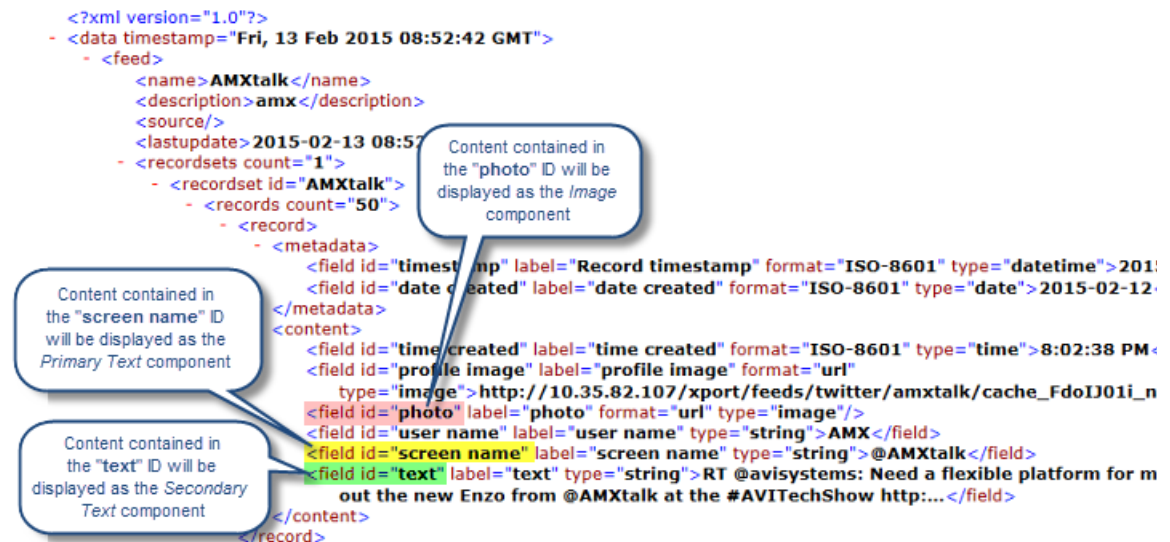 <?xml version="1.0"?>
- <data timestamp="Fri, 13 Feb 2015 08:52:42 GMT">
- <feed>
<name>AMXtalk</name>
<description>amx</description>
<source/>
<lastupdate>2015-02-13 08:52
- <recordsets count="1">
- <recordset id="AMXtalk">
- <records count="50">
- <record>
- <metadata>
<field id="timestamp" label="Record timestamp" format="ISO-8601" type="datetime">2015
<field id="date created" label="date created" format="ISO-8601" type="date">2015-02-12<
</metadata>
<content>
<field id="time created" label="time created" format="ISO-8601" type="time">8:02:38 PM<
<field id="profile image" label="profile image" format="url"
type="image">http://10.35.82.107/xport/feeds/twitter/amxtalk/cache_FdoIJ01i_n
<field id="photo" label="photo" format="url" type="image"/>
<field id="user name" label="user name" type="string">AMX</field>
<field id="screen name" label="screen name" type="string">@AMXtalk</field>
<field id="text" label="text" type="string">RT @avisystems: Need a flexible platform for m
out the new Enzo from @AMXtalk at the #AVITechShow http:...</field>
</content>
</record>
Content contained in
the "photo" ID will be
displayed as the Image
component
Content contained in
the "screen name" ID
will be displayed as the
Primary Text component
Content contained in
the "text" ID will be
displayed as the Secondary
Text component